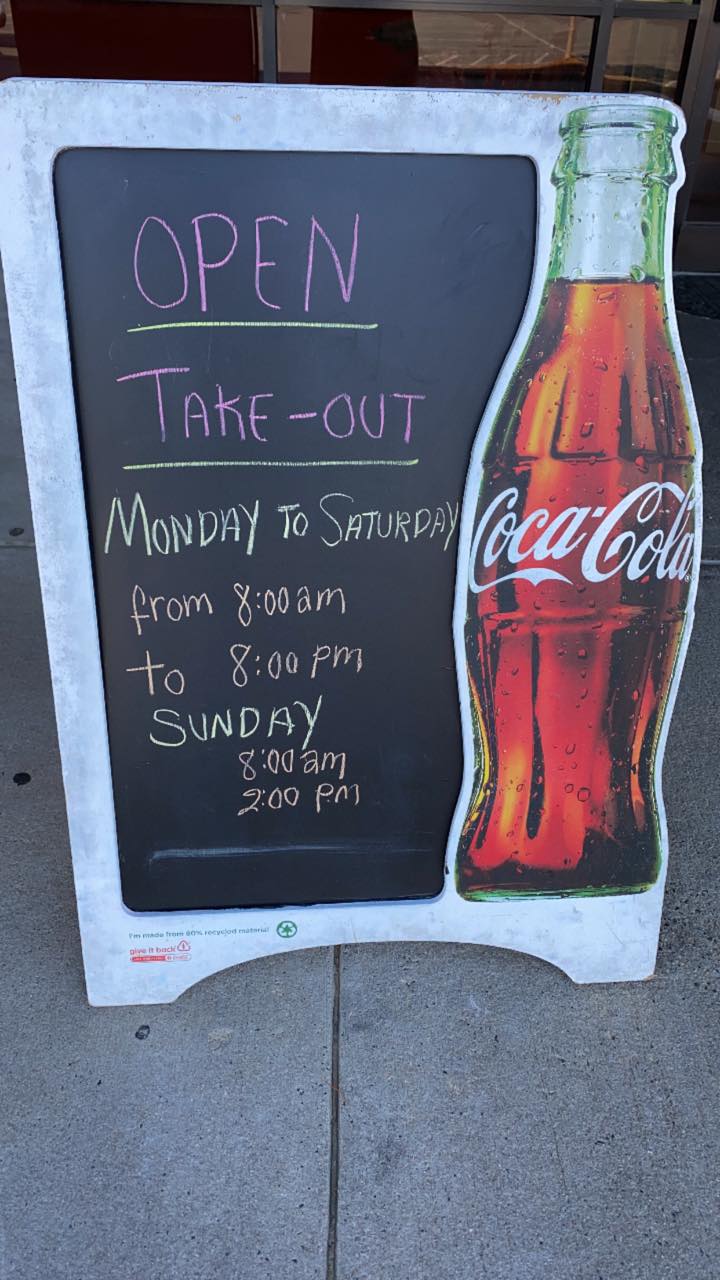 OPEN
TAKE-OUT
MONDAY TO SATURDAY
from 8:00 am
to 8:00 pm
SUNDAY
8:00 am
2:00 pm
Coca-Cola
I'm made from 60% recycled material
give it back